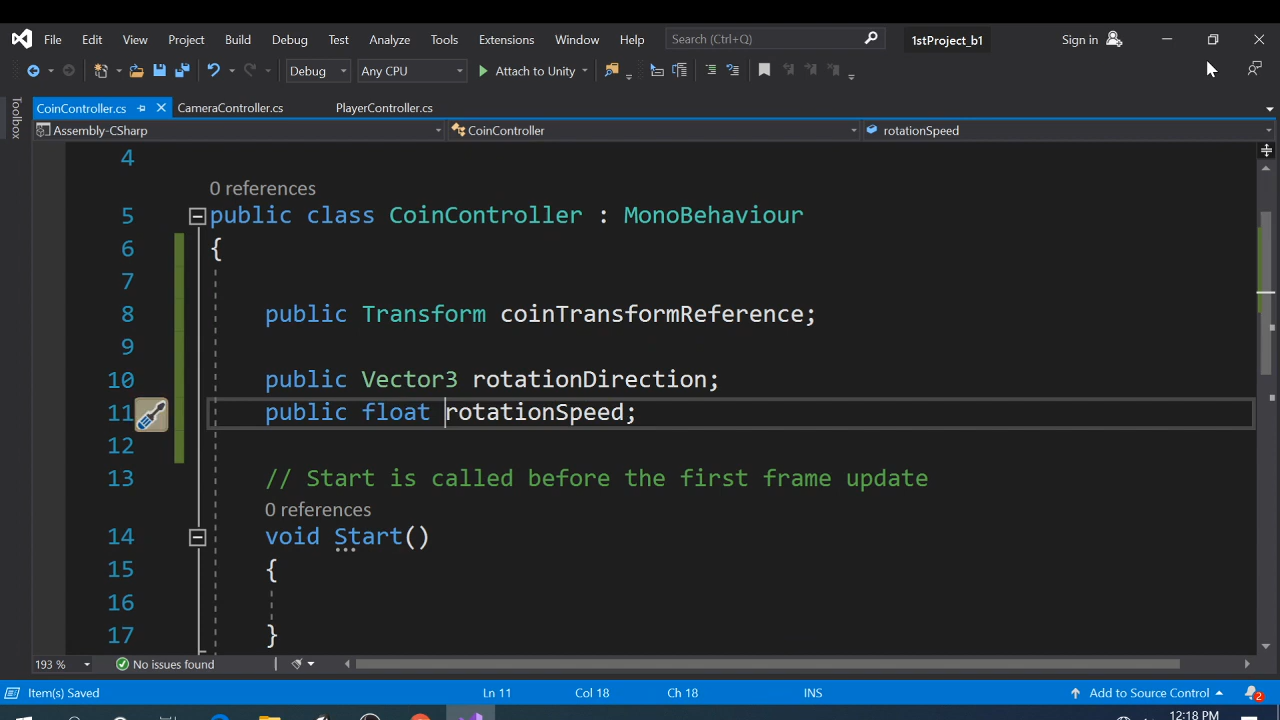 File Edit View Project Build Debug Test Analyze Tools Extensions Window Help Search (Ctrl+Q) 1stProject_b1 Sign in
Debug Any CPU Attach to Unity
Toolbox
CoinController.cs CameraController.cs PlayerController.cs
Assembly-CSharp CoinController rotationSpeed
4
0 references
5 public class CoinController : MonoBehaviour
6 {
7
8 public Transform coinTransformReference;
9
10 public Vector3 rotationDirection;
11 public float rotationSpeed;
12
13 // Start is called before the first frame update
0 references
14 void Start()
15 {
16
17 }
193 % No issues found
Item(s) Saved Ln 11 Col 18 Ch 18 INS Add to Source Control 2
12:18 PM